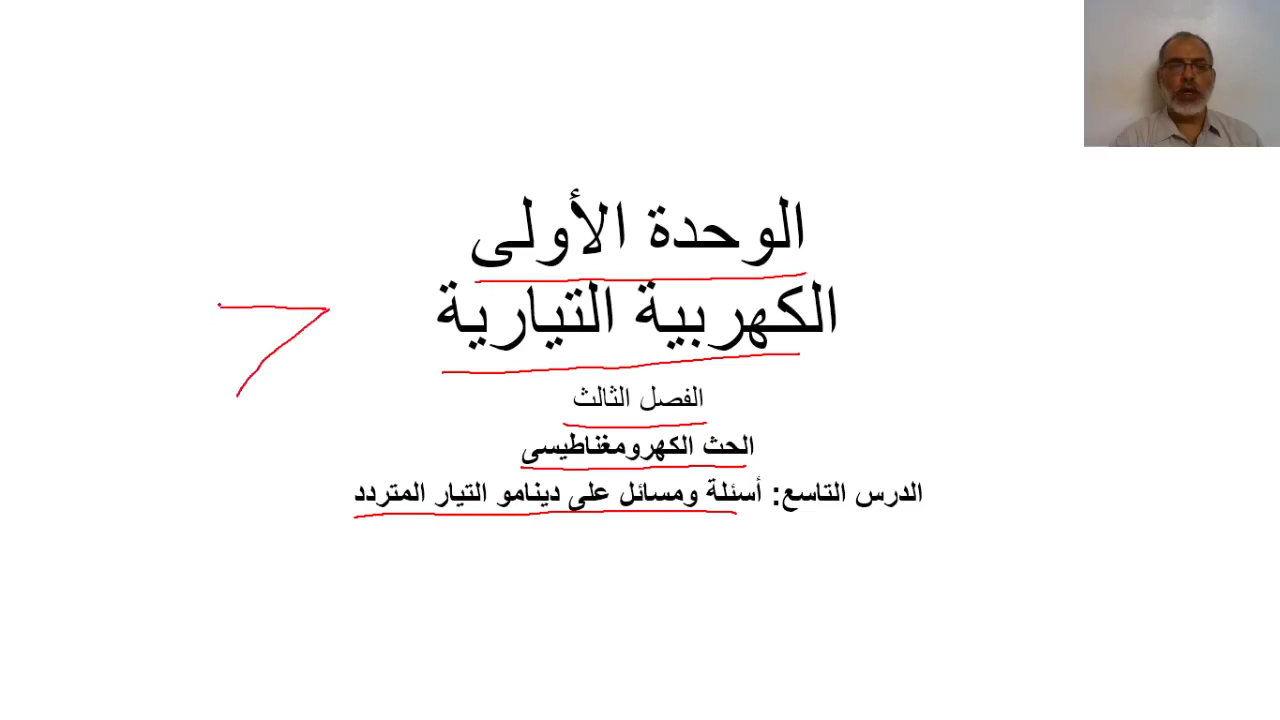 الوحدة الأولى
الكهربية التيارية
الفصل الثالث
الحث الكهرومغناطيسى
الدرس التاسع: أسئلة ومسائل على دينامو التيار المتردد